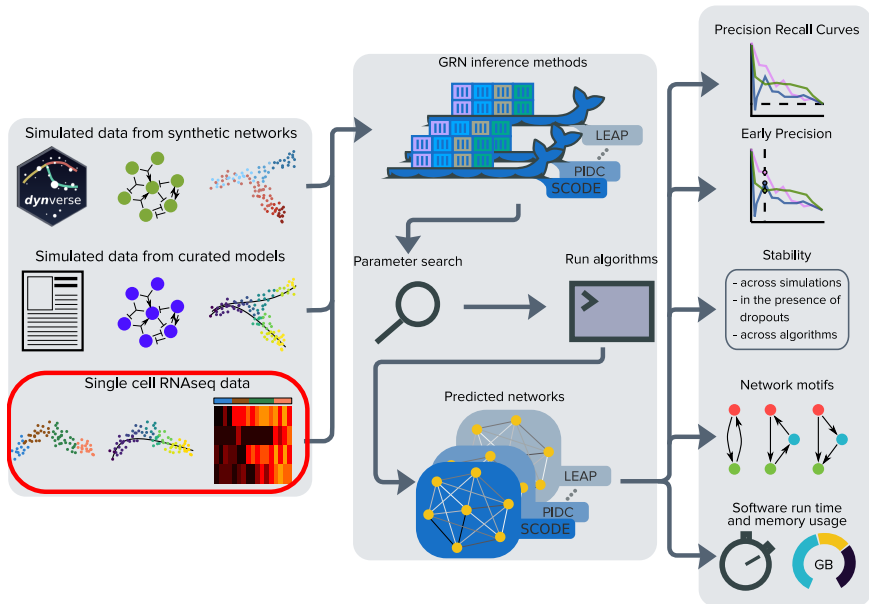 Simulated data from synthetic networks
dynverse
Simulated data from curated models
Single cell RNAseq data
GRN inference methods
LEAP
PIDC
SCODE
Parameter search
Run algorithms
Predicted networks
LEAP
PIDC
SCODE
Precision Recall Curves
Early Precision
Stability
- across simulations
- in the presence of
dropouts
- across algorithms
Network motifs
Software run time
and memory usage
GB